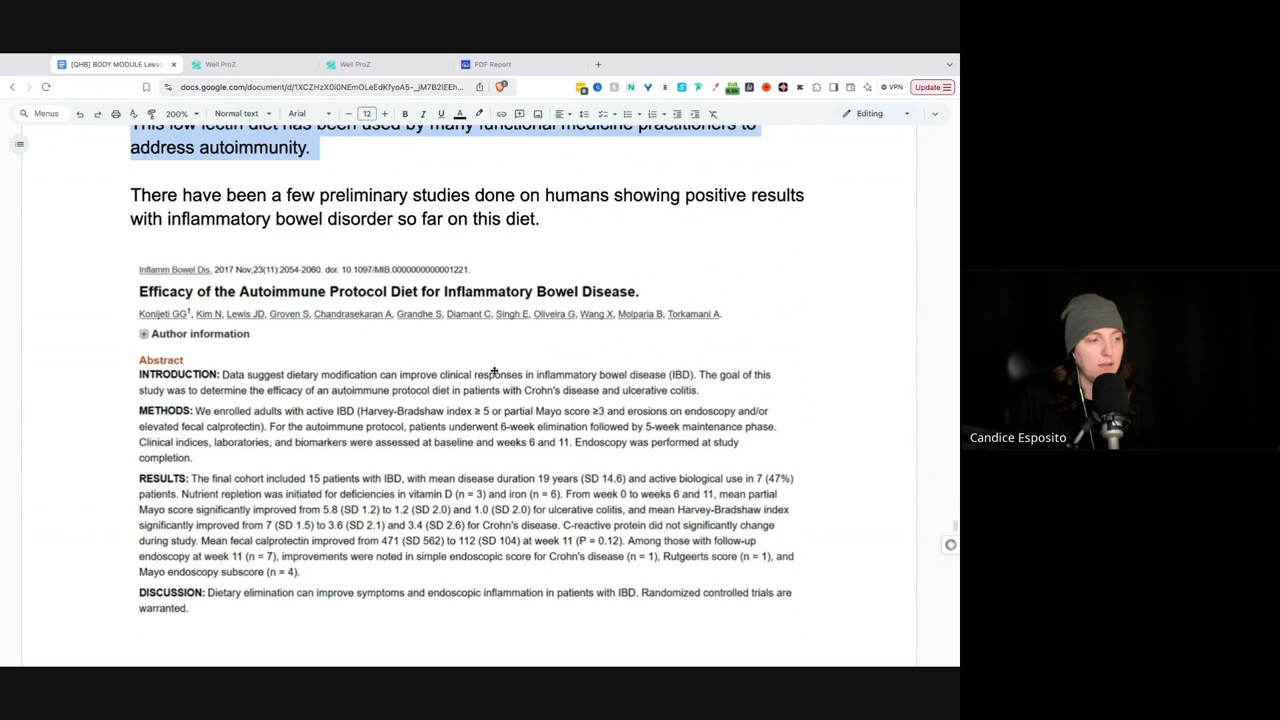 [QHB] BODY MODULE Lesso
Well ProZ
Well ProZ
PDF Report
docs.google.com/document/d/1XCZHzX0i0NEmOLeEdKfyoA5-_jM7B2IEEh...
VPN
Update
Menus
200%
Normal text
Arial
12
Editing
This low lectin diet has been used by many functional medicine practitioners to
address autoimmunity.
There have been a few preliminary studies done on humans showing positive results
with inflammatory bowel disorder so far on this diet.
Inflamm Bowel Dis. 2017 Nov;23(11):2054-2060. doi: 10.1097/MIB.0000000000001221.
Efficacy of the Autoimmune Protocol Diet for Inflammatory Bowel Disease.
Konijeti GG1, Kim N, Lewis JD, Groven S, Chandrasekaran A, Grandhe S, Diamant C, Singh E, Oliveira G, Wang X, Molparia B, Torkamani A.
Author information
Abstract
INTRODUCTION: Data suggest dietary modification can improve clinical responses in inflammatory bowel disease (IBD). The goal of this
study was to determine the efficacy of an autoimmune protocol diet in patients with Crohn's disease and ulcerative colitis.
METHODS: We enrolled adults with active IBD (Harvey-Bradshaw index ≥ 5 or partial Mayo score ≥3 and erosions on endoscopy and/or
elevated fecal calprotectin). For the autoimmune protocol, patients underwent 6-week elimination followed by 5-week maintenance phase.
Clinical indices, laboratories, and biomarkers were assessed at baseline and weeks 6 and 11. Endoscopy was performed at study
completion.
RESULTS: The final cohort included 15 patients with IBD, with mean disease duration 19 years (SD 14.6) and active biological use in 7 (47%)
patients. Nutrient repletion was initiated for deficiencies in vitamin D (n = 3) and iron (n = 6). From week 0 to weeks 6 and 11, mean partial
Mayo score significantly improved from 5.8 (SD 1.2) to 1.2 (SD 2.0) and 1.0 (SD 2.0) for ulcerative colitis, and mean Harvey-Bradshaw index
significantly improved from 7 (SD 1.5) to 3.6 (SD 2.1) and 3.4 (SD 2.6) for Crohn's disease. C-reactive protein did not significantly change
during study. Mean fecal calprotectin improved from 471 (SD 562) to 112 (SD 104) at week 11 (P = 0.12). Among those with follow-up
endoscopy at week 11 (n = 7), improvements were noted in simple endoscopic score for Crohn's disease (n = 1), Rutgeerts score (n = 1), and
Mayo endoscopy subscore (n = 4).
DISCUSSION: Dietary elimination can improve symptoms and endoscopic inflammation in patients with IBD. Randomized controlled trials are
warranted.
Candice Esposito